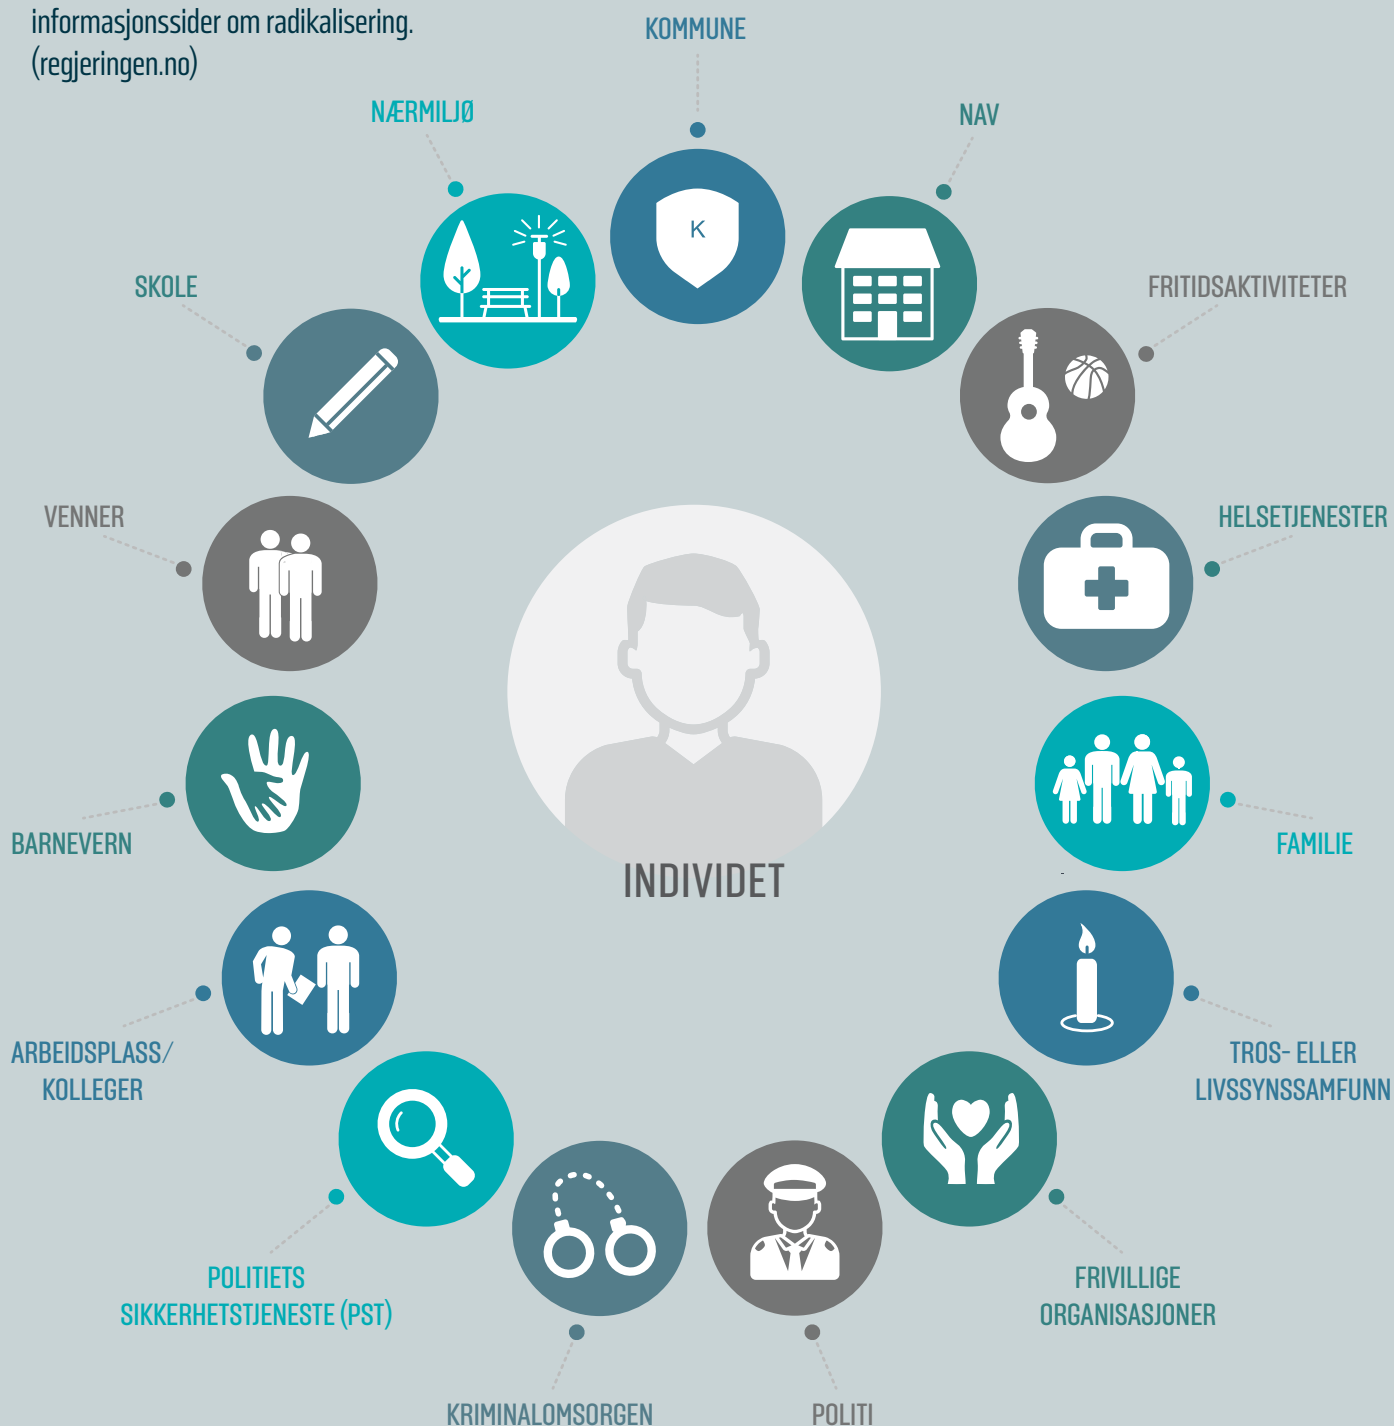 informasjonssider om radikalisering.
(regjeringen.no)
KOMMUNE
NÆRMILJØ
NAV
K
SKOLE
FRITIDSAKTIVITETER
VENNER
HELSETJENESTER
BARNEVERN
FAMILIE
INDIVIDET
ARBEIDSPLASS/
KOLLEGER
TROS- ELLER
LIVSSYNSSAMFUNN
POLITIETS
SIKKERHETSTJENESTE (PST)
FRIVILLIGE
ORGANISASJONER
KRIMINALOMSORGEN
POLITI